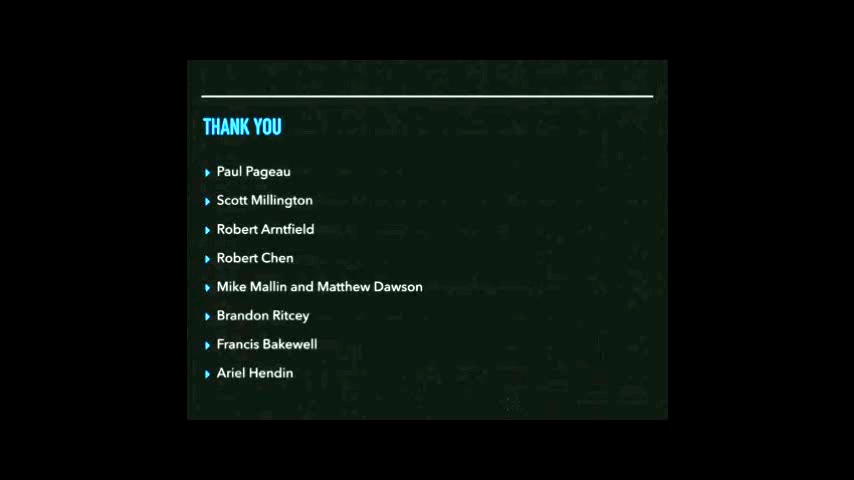 THANK YOU
Paul Pageau
Scott Millington
Robert Arntfield
Robert Chen
Mike Mallin and Matthew Dawson
Brandon Ritcey
Francis Bakewell
Ariel Hendin